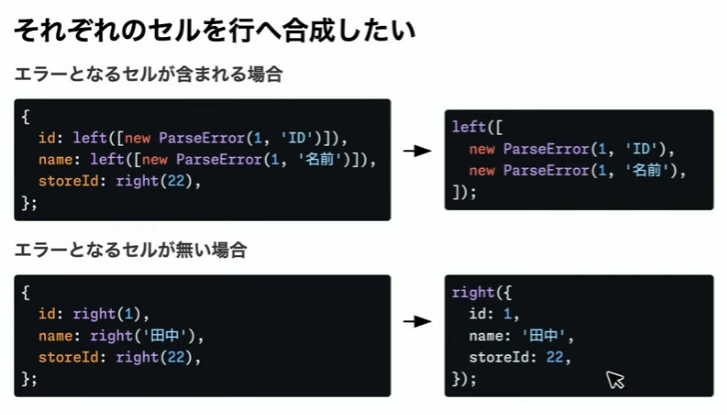 それぞれのセルを行へ合成したい
エラーとなるセルが含まれる場合
{
  id: left([new ParseError(1, 'ID')]),
  name: left([new ParseError(1, '名前')]),
  storeId: right(22),
};
left([
  new ParseError(1, 'ID'),
  new ParseError(1, '名前'),
]);
エラーとなるセルが無い場合
{
  id: right(1),
  name: right('田中'),
  storeId: right(22),
};
right({
  id: 1,
  name: '田中',
  storeId: 22,
});